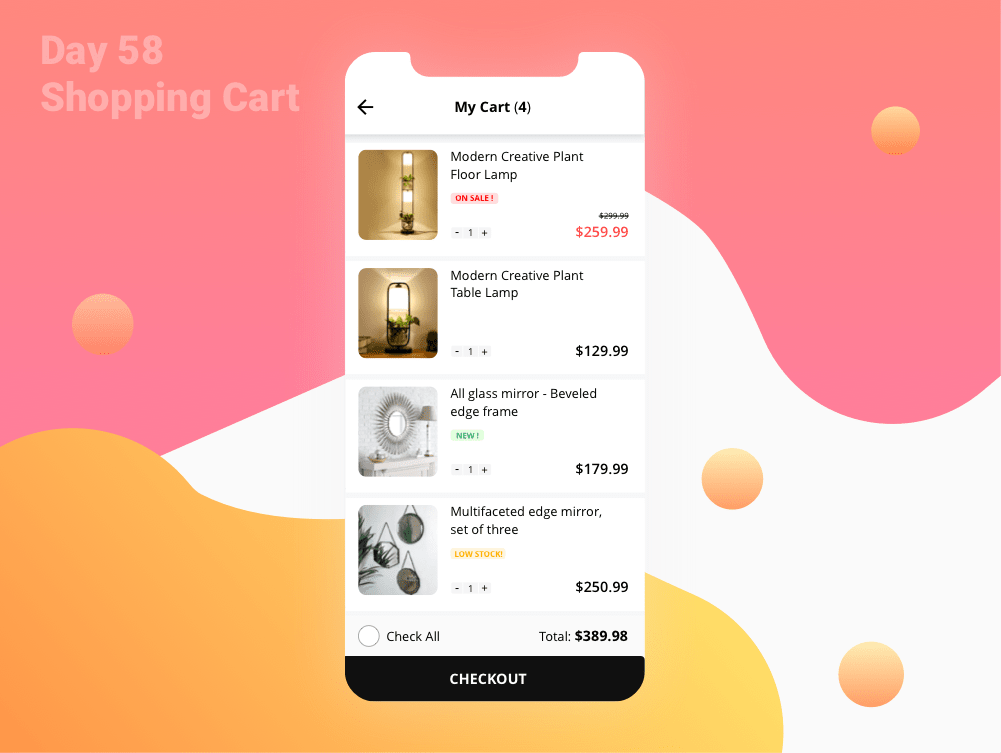 Day 58
Shopping Cart
My Cart (4)
Modern Creative Plant
Floor Lamp
ON SALE !
$299.99
- 1 +
$259.99
Modern Creative Plant
Table Lamp
- 1 +
$129.99
All glass mirror - Beveled
edge frame
NEW !
- 1 +
$179.99
Multifaceted edge mirror,
set of three
LOW STOCK!
- 1 +
$250.99
Check All
Total: $389.98
CHECKOUT